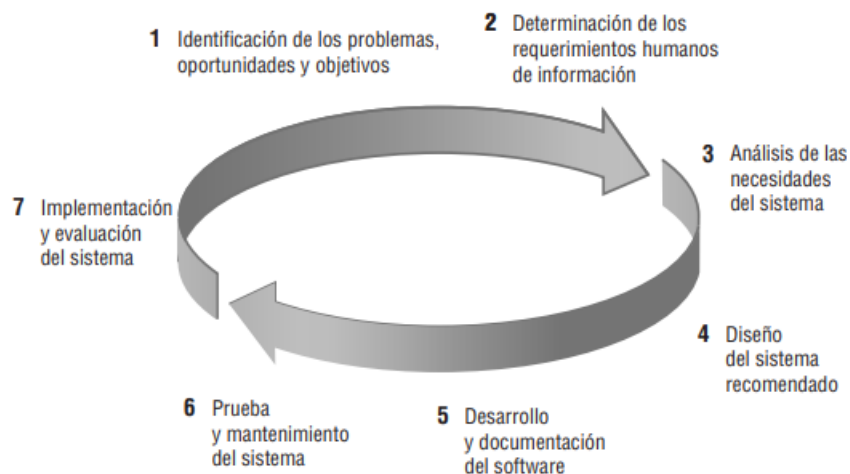 1 Identificación de los problemas,
oportunidades y objetivos
2 Determinación de los
requerimientos humanos
de información
3 Análisis de las
necesidades
del sistema
4 Diseño
del sistema
recomendado
5 Desarrollo
y documentación
del software
6 Prueba
y mantenimiento
del sistema
7 Implementación
y evaluación
del sistema